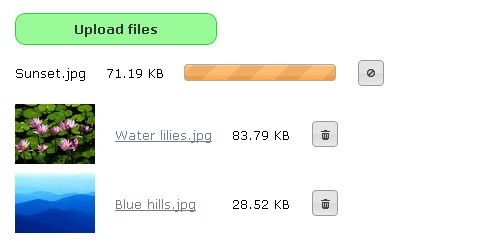 Upload files
Sunset.jpg 71.19 KB
Water lilies.jpg 83.79 KB
Blue hills.jpg 28.52 KB